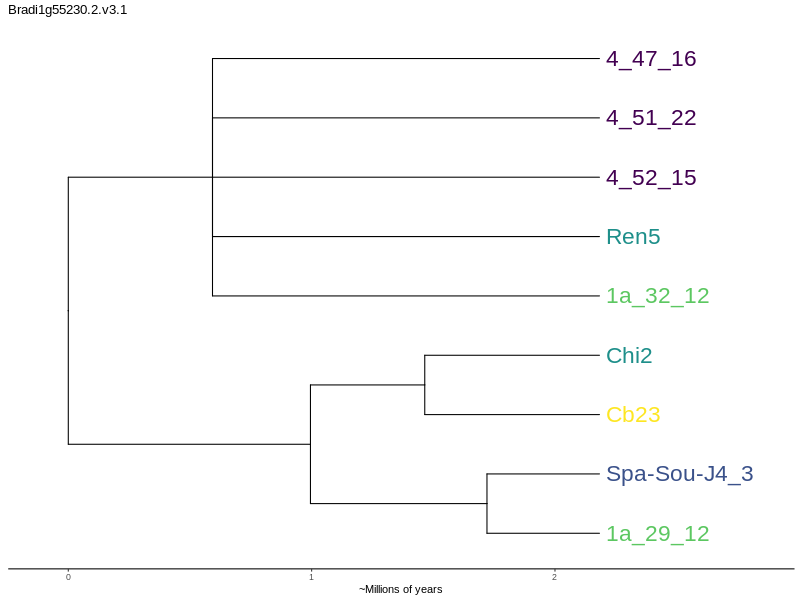 Bradi1g55230.2.v3.1
4_47_16
4_51_22
4_52_15
Ren5
1a_32_12
Chi2
Cb23
Spa-Sou-J4_3
1a_29_12
0 1 2
~Millions of years